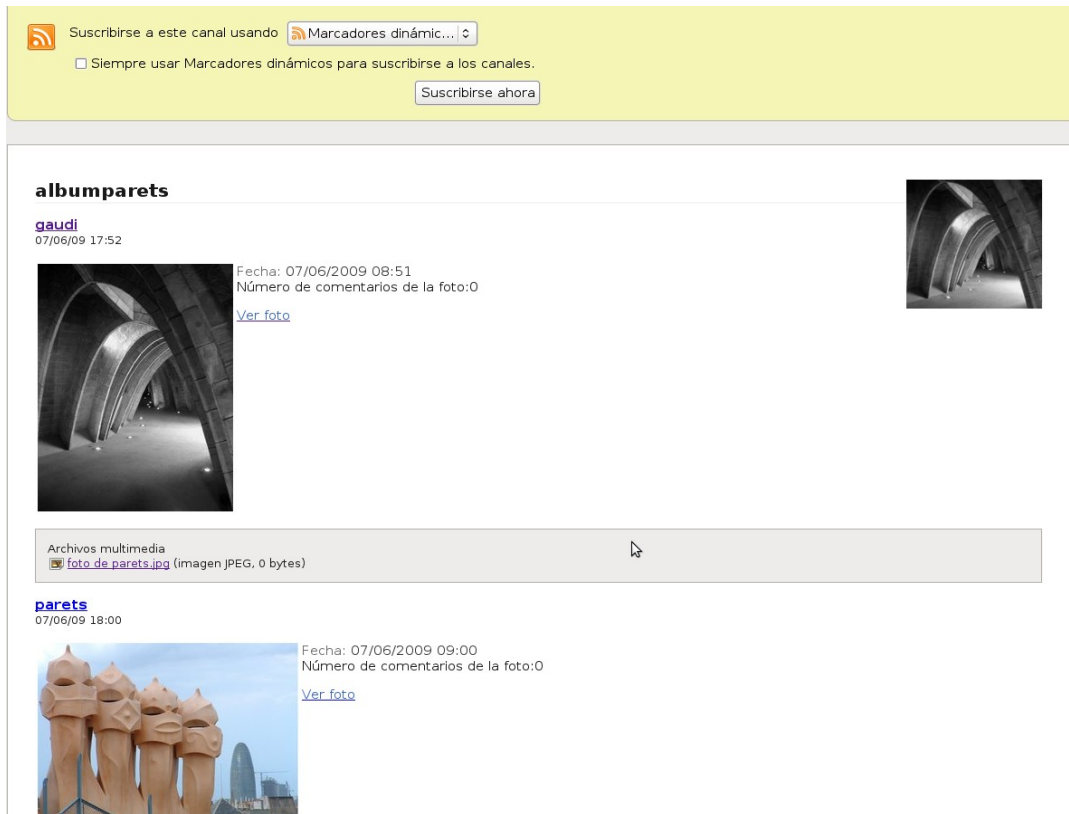 Suscribirse a este canal usando Marcadores dinámic...
Siempre usar Marcadores dinámicos para suscribirse a los canales.
Suscribirse ahora
albumparets
gaudi
07/06/09 17:52
Fecha: 07/06/2009 08:51
Número de comentarios de la foto:0
Ver foto
Archivos multimedia
foto de parets.jpg (imagen JPEG, 0 bytes)
parets
07/06/09 18:00
Fecha: 07/06/2009 09:00
Número de comentarios de la foto:0
Ver foto